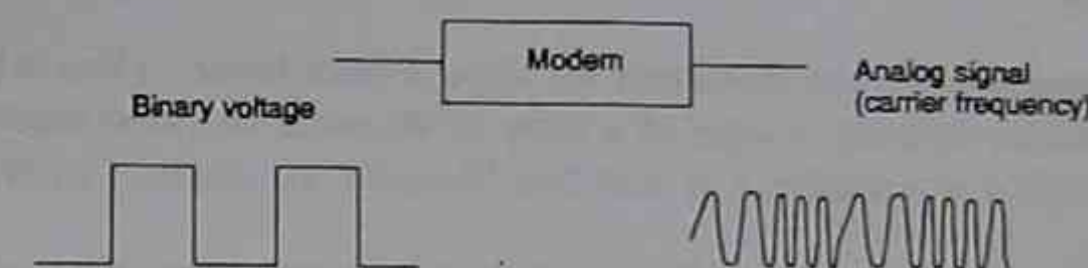 Modem
Analog signal
(carrier frequency)
Binary voltage